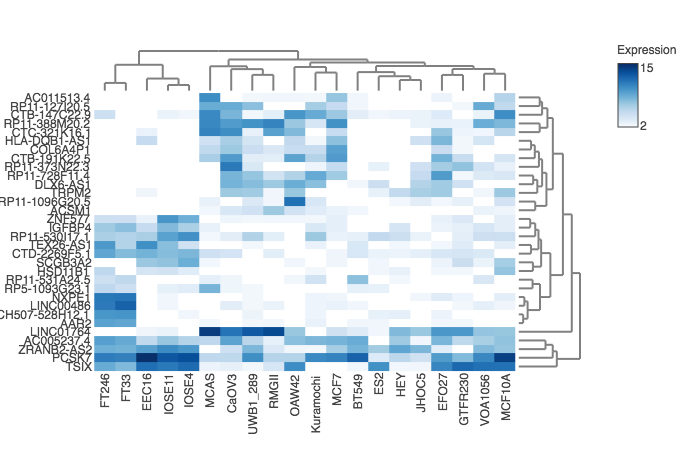 Expression
15
2
AC011513.4
RP11-127I20.5
CTB-147C22.9
RP11-388M20.2
CTC-321K16.1
HLA-DQB1-AS1
COL6A4P1
CTB-191K22.5
RP11-373N22.3
RP11-728F11.4
DLX6-AS1
TRPM2
RP11-1096G20.5
ACSM1
ZNF577
IGFBP4
RP11-530I17.1
TEX26-AS1
CTD-2269F5.1
SCGB3A2
HSD11B1
RP11-531A24.5
RP5-1093G23.1
NXPE1
LINC00486
CH507-528H12.1
AAR2
LINC01764
AC005237.4
ZRANB2-AS2
PCSK7
TSIX
FT246
FT33
EEC16
IOSE11
IOSE4
MCAS
CaOV3
UWB1_289
RMGII
OAW42
Kuramochi
MCF7
BT549
ES2
HEY
JHOC5
EFO27
GTFR230
VOA1056
MCF10A